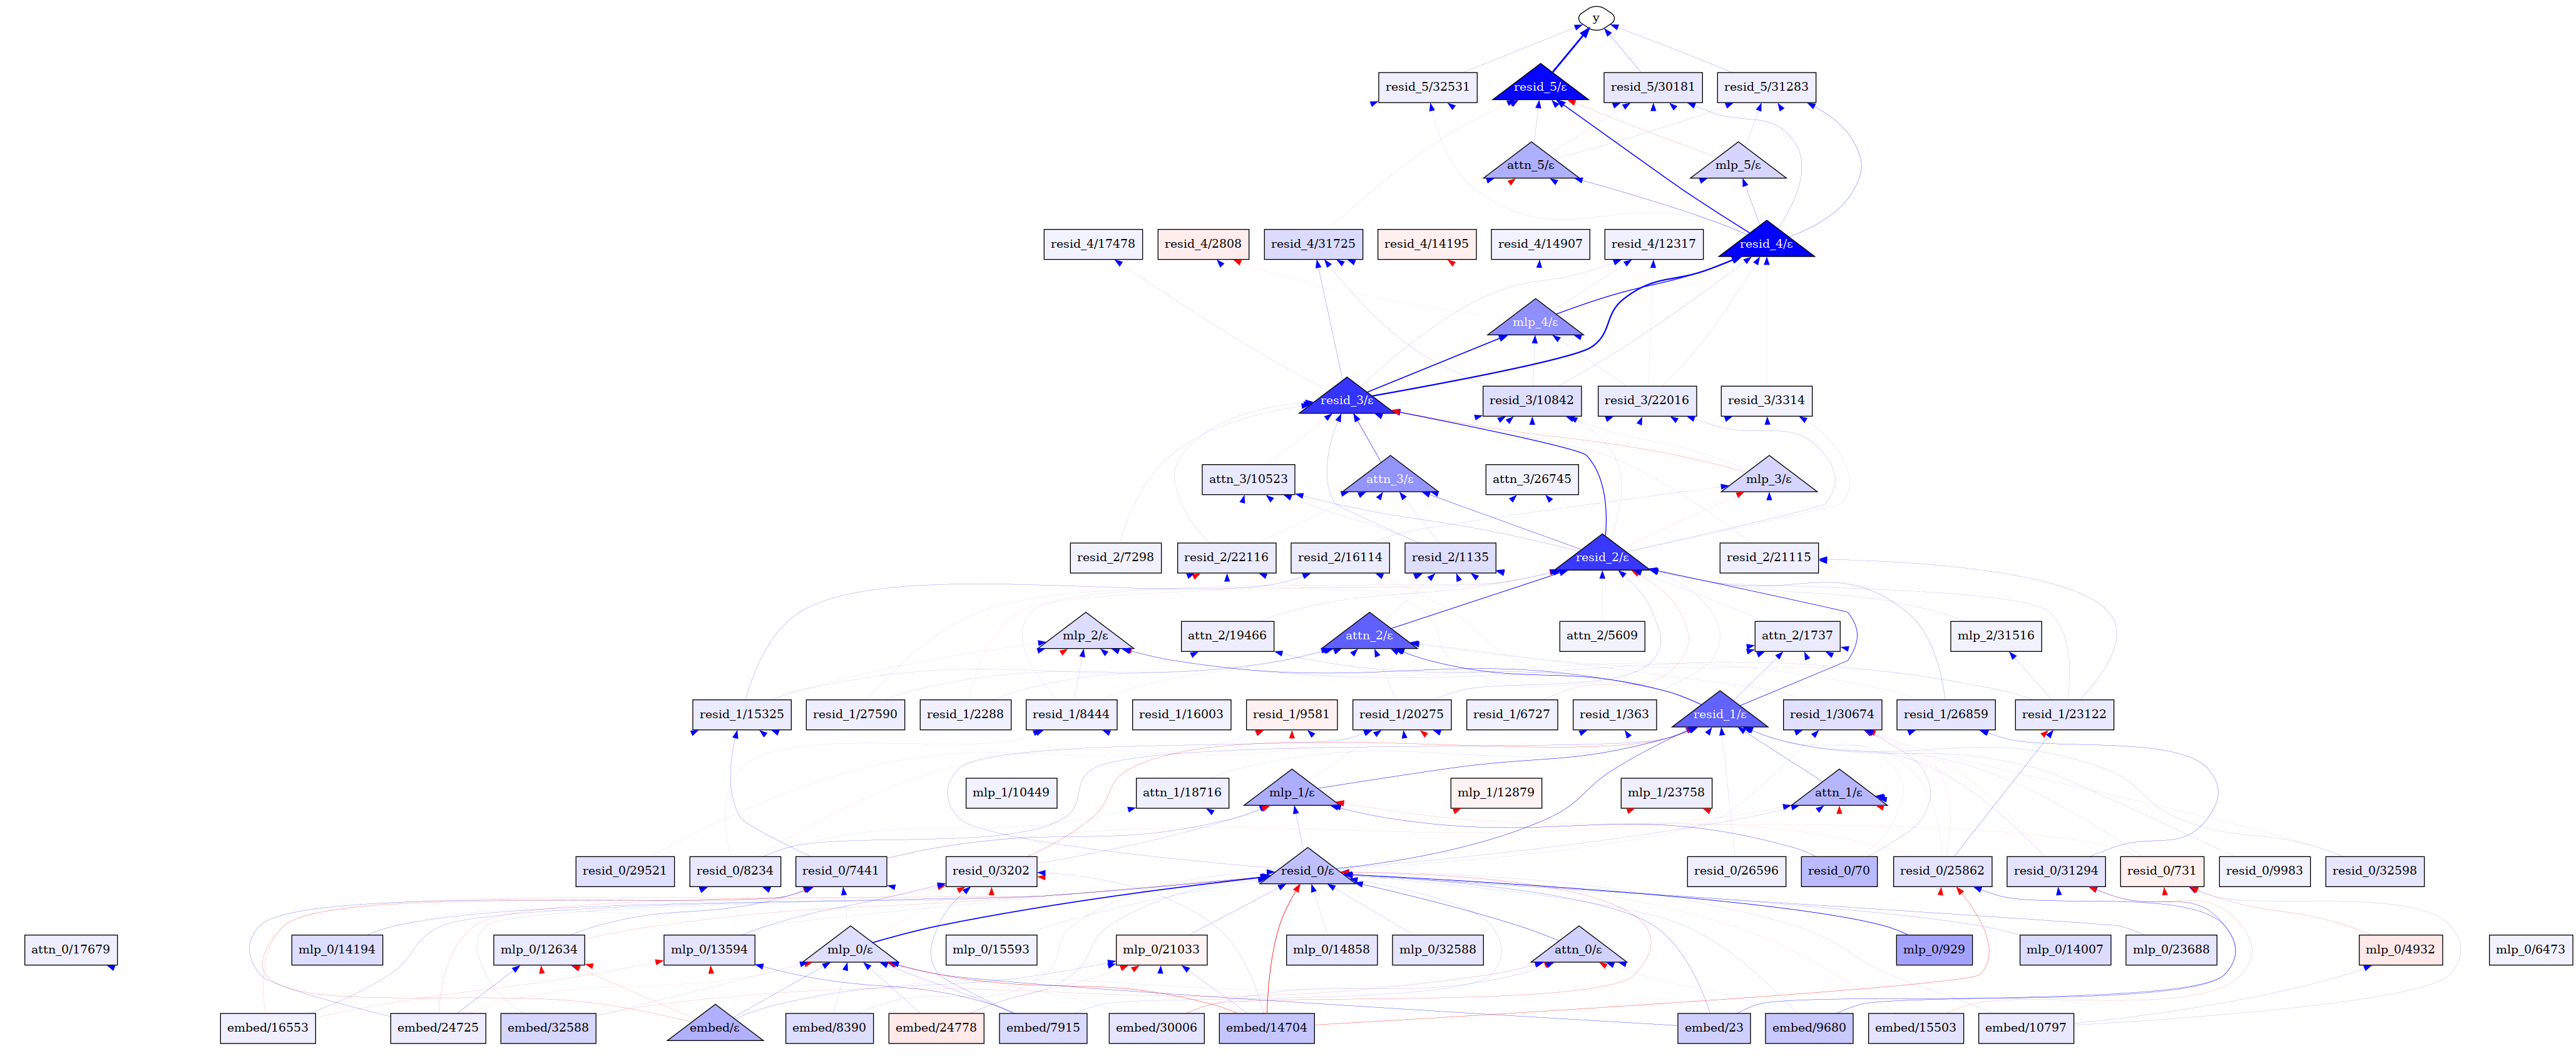 y
resid_5/32531
resid_5/ε
resid_5/30181
resid_5/31283
attn_5/ε
mlp_5/ε
resid_4/17478
resid_4/2808
resid_4/31725
resid_4/14195
resid_4/14907
resid_4/12317
resid_4/ε
mlp_4/ε
resid_3/ε
resid_3/10842
resid_3/22016
resid_3/3314
attn_3/10523
attn_3/ε
attn_3/26745
mlp_3/ε
resid_2/7298
resid_2/22116
resid_2/16114
resid_2/1135
resid_2/ε
resid_2/21115
mlp_2/ε
attn_2/19466
attn_2/ε
attn_2/5609
attn_2/1737
mlp_2/31516
resid_1/15325
resid_1/27590
resid_1/2288
resid_1/8444
resid_1/16003
resid_1/9581
resid_1/20275
resid_1/6727
resid_1/363
resid_1/ε
resid_1/30674
resid_1/26859
resid_1/23122
mlp_1/10449
attn_1/18716
mlp_1/ε
mlp_1/12879
mlp_1/23758
attn_1/ε
resid_0/29521
resid_0/8234
resid_0/7441
resid_0/3202
resid_0/ε
resid_0/26596
resid_0/70
resid_0/25862
resid_0/31294
resid_0/731
resid_0/9983
resid_0/32598
attn_0/17679
mlp_0/14194
mlp_0/12634
mlp_0/13594
mlp_0/ε
mlp_0/15593
mlp_0/21033
mlp_0/14858
mlp_0/32588
attn_0/ε
mlp_0/929
mlp_0/14007
mlp_0/23688
mlp_0/4932
mlp_0/6473
embed/16553
embed/24725
embed/32588
embed/ε
embed/8390
embed/24778
embed/7915
embed/30006
embed/14704
embed/23
embed/9680
embed/15503
embed/10797